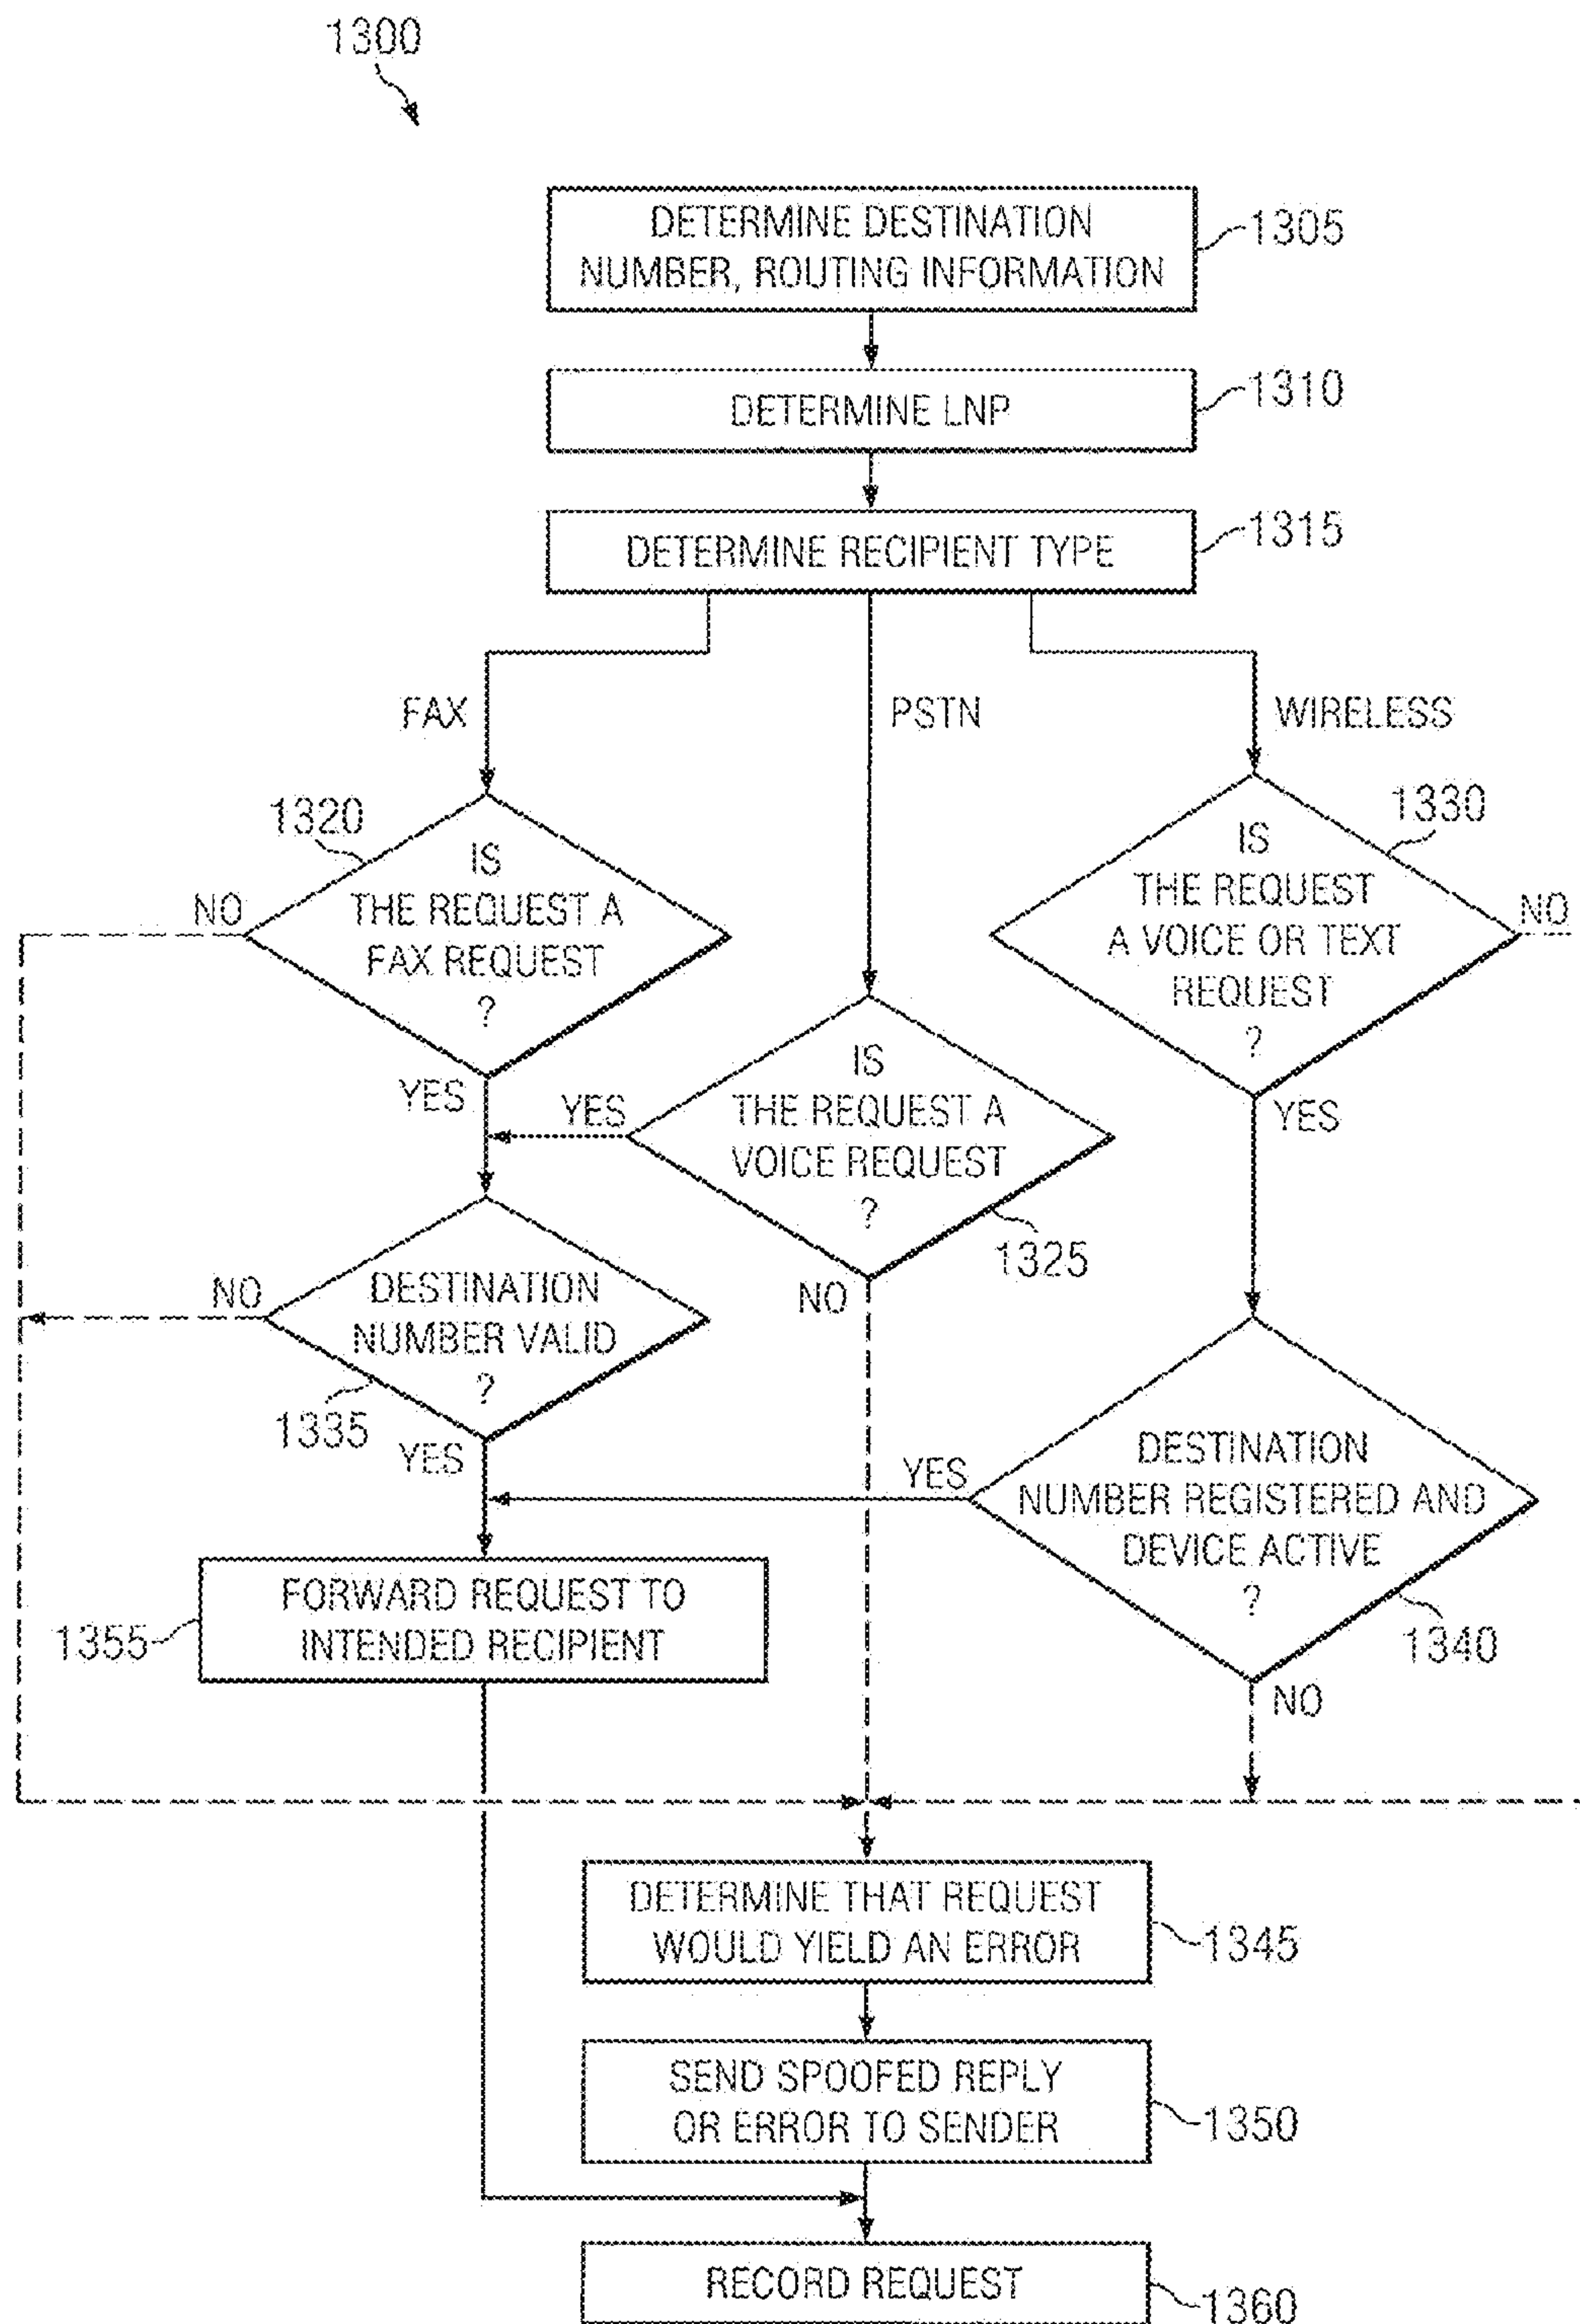 1300
DETERMINE DESTINATION
NUMBER, ROUTING INFORMATION
1305
DETERMINE LNP
1310
DETERMINE RECIPIENT TYPE
1315
FAX
PSTN
WIRELESS
1320
IS
THE REQUEST A
FAX REQUEST
?
NO
YES
1330
IS
THE REQUEST
A VOICE OR TEXT
REQUEST
?
NO
YES
IS
THE REQUEST A
VOICE REQUEST
?
YES
1325
NO
DESTINATION
NUMBER VALID
?
NO
1335
YES
DESTINATION
NUMBER REGISTERED AND
DEVICE ACTIVE
?
YES
1340
NO
FORWARD REQUEST TO
INTENDED RECIPIENT
1355
DETERMINE THAT REQUEST
WOULD YIELD AN ERROR
1345
SEND SPOOFED REPLY
OR ERROR TO SENDER
1350
RECORD REQUEST
1360